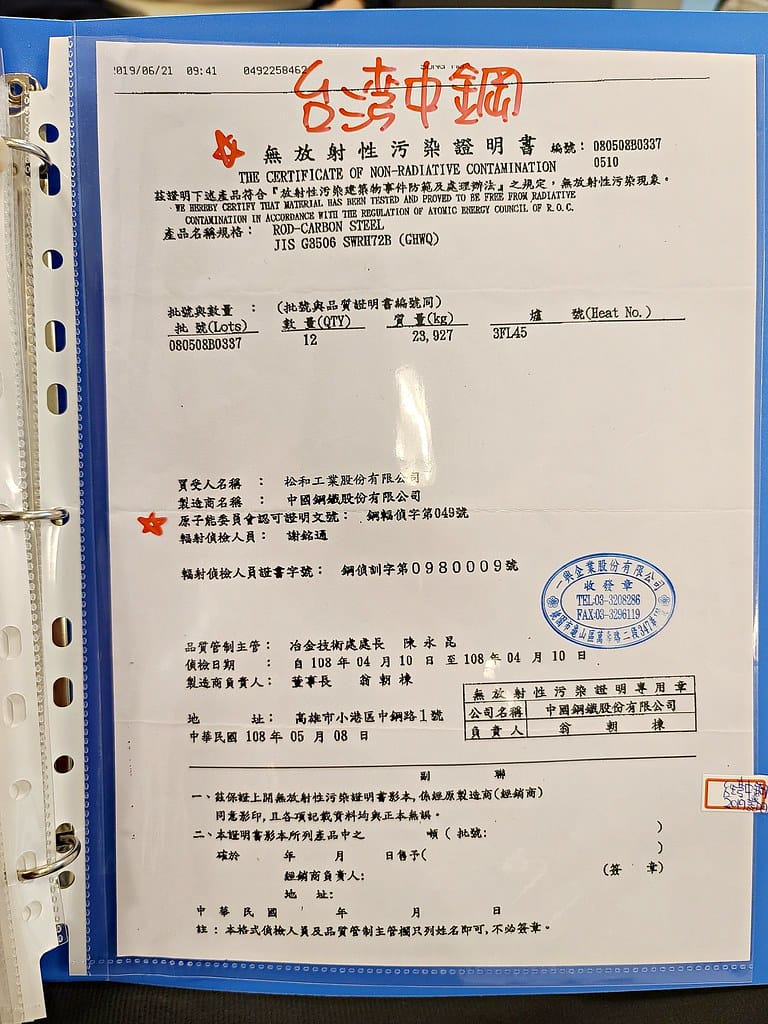 2019/06/21 09:41 0492258462
台灣中鋼
無放射性污染證明書 編號: 080508B0337
0510
THE CERTIFICATE OF NON-RADIATIVE CONTAMINATION
茲證明下述產品符合『放射性污染建築物事件防範及處理辦法』之規定，無放射性污染現象。
WE HEREBY CERTIFY THAT MATERIAL HAS BEEN TESTED AND PROVED TO BE FREE FROM RADIATIVE
CONTAMINATION IN ACCORDANCE WITH THE REGULATION OF ATOMIC ENERGY COUNCIL OF R.O.C.
產品名稱規格: ROD-CARBON STEEL
JIS G3506 SWRH72B (GHWQ)
批號與數量 : (批號與品質證明書編號同)
批號(Lots) 數量(QTY) 質量(kg) 爐號(Heat No.)
080508B0337 12 23,927 3FL45
買受人名稱 : 松和工業股份有限公司
製造商名稱 : 中國鋼鐵股份有限公司
原子能委員會認可證明文號: 鋼輻偵字第049號
輻射偵檢人員: 謝銘通
輻射偵檢人員證書字號: 鋼偵訓字第0980009號
一興企業股份有限公司
收發章
TEL:03-3208286
FAX:03-3296119
桃園市龜山區萬壽路二段347巷
品質管制主管: 冶金技術處處長 陳永昆
偵檢日期 : 自 108 年 04 月 10 日 至 108 年 04 月 10 日
製造商負責人: 董事長 翁朝棟
無放射性污染證明專用章
公司名稱 中國鋼鐵股份有限公司
負責人 翁朝棟
地址: 高雄市小港區中鋼路1號
中華民國 108 年 05 月 08 日
副聯
一、茲保證上開無放射性污染證明書影本,係經原製造商(經銷商)
同意影印,且各項記載資料均與正本無誤。
二、本證明書影本所列產品中之 噸 ( 批號: )
確於 年 月 日售予( )
經銷商負責人: (簽章)
地址:
中華民國 年 月 日
註:本格式偵檢人員及品質管制主管欄只列姓名即可,不必簽章。
台灣中鋼